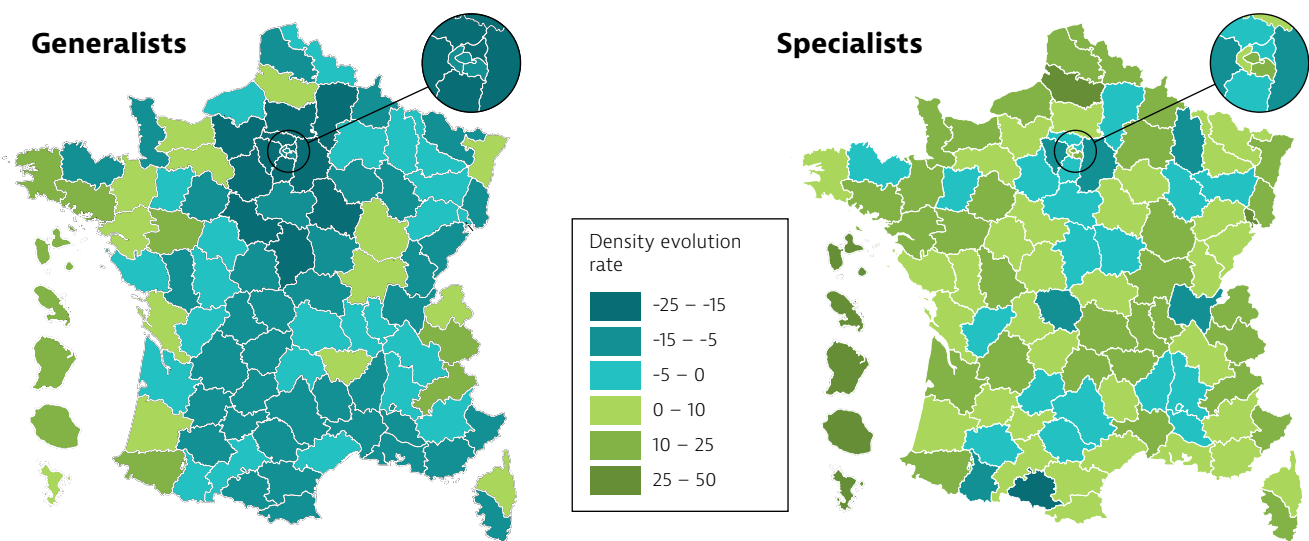 Generalists
Specialists
Density evolution
rate
-25 – -15
-15 – -5
-5 – 0
0 – 10
10 – 25
25 – 50